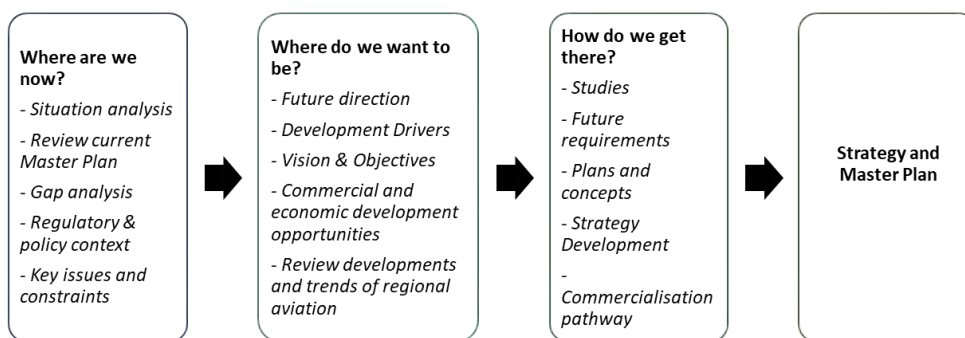 Where are we
now?
- Situation analysis
- Review current
Master Plan
- Gap analysis
- Regulatory &
policy context
- Key issues and
constraints
Where do we want to
be?
- Future direction
- Development Drivers
- Vision & Objectives
- Commercial and
economic development
opportunities
- Review developments
and trends of regional
aviation
How do we get
there?
- Studies
- Future
requirements
- Plans and
concepts
- Strategy
Development
-
Commercialisation
pathway
Strategy and
Master Plan